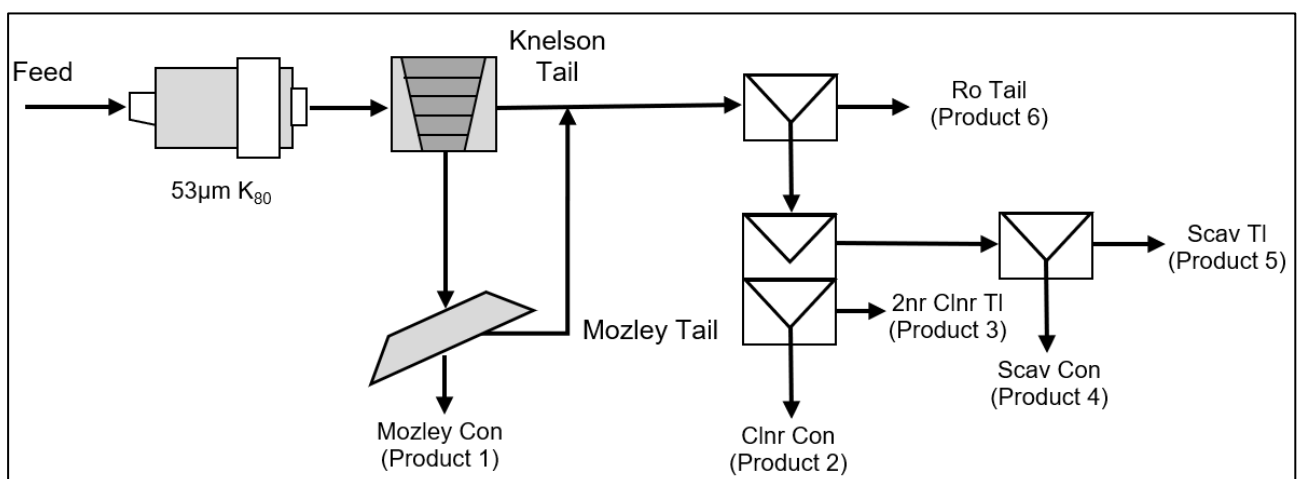 Feed
53µm K₈₀
Knelson
Tail
Ro Tail
(Product 6)
Scav Tl
(Product 5)
2nr Clnr Tl
(Product 3)
Mozley Tail
Scav Con
(Product 4)
Mozley Con
(Product 1)
Clnr Con
(Product 2)